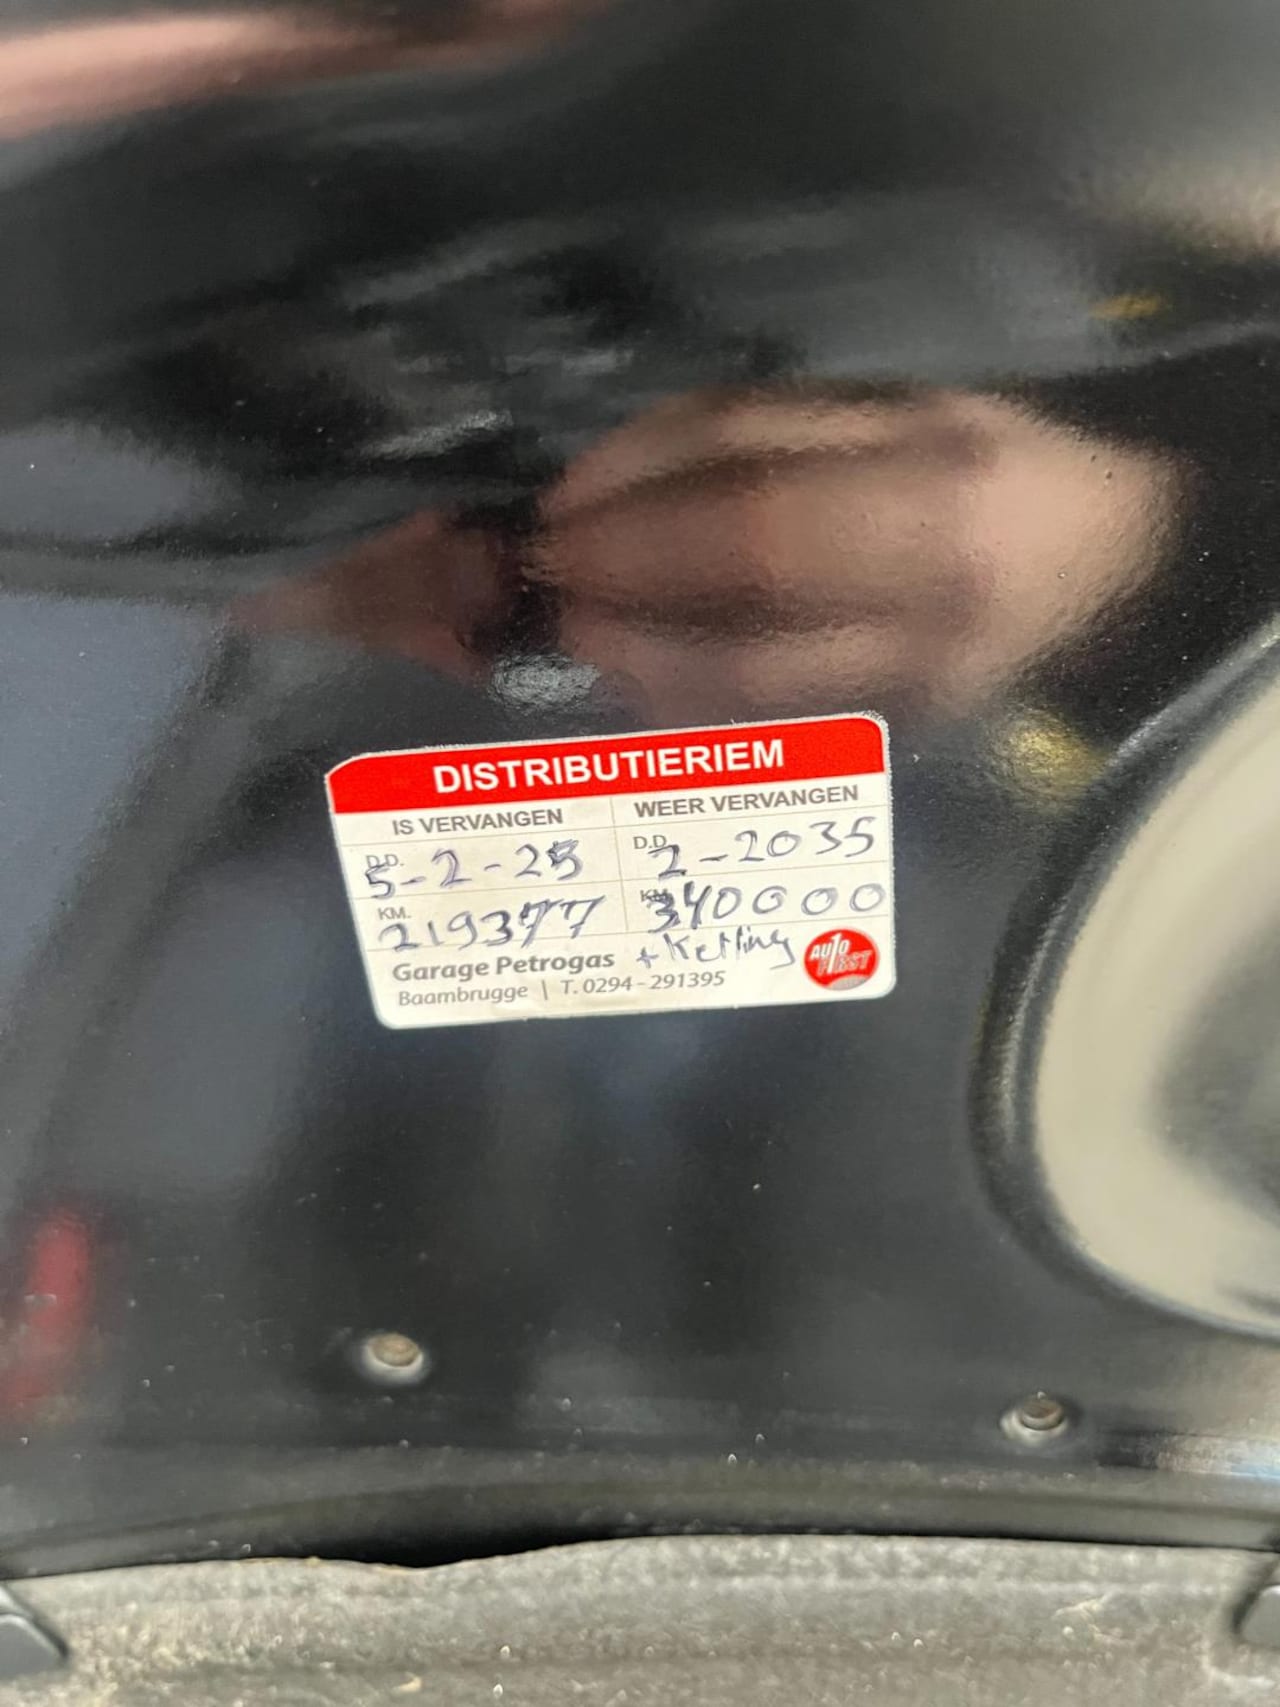 DISTRIBUTIERIEM
IS VERVANGEN WEER VERVANGEN
D.D. 5-2-25 D.D. 2-2035
KM. 219377 KM. 340000
+ Ketting
Garage Petrogas
Baambrugge | T. 0294-291395
AUTO FIRST